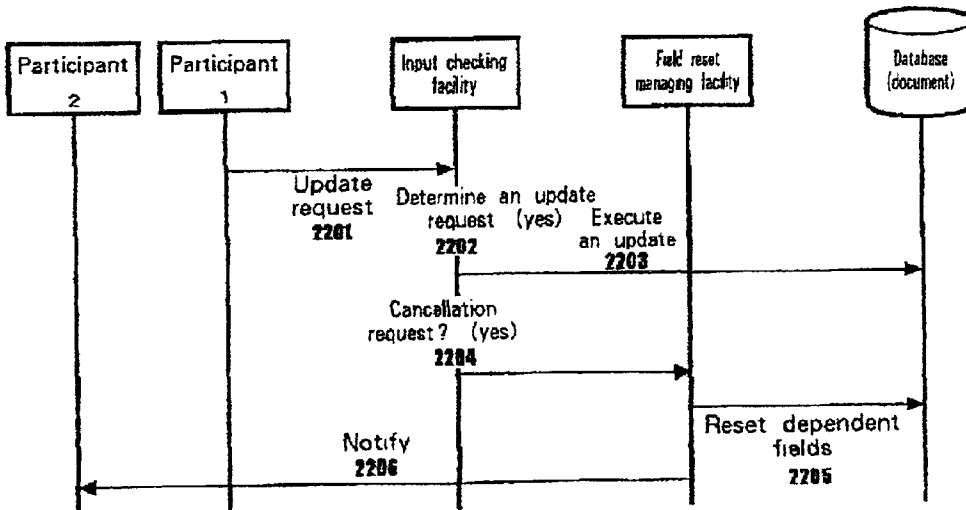 Participant
2
Participant
1
Input checking
facility
Field reset
managing facility
Database
(document)
Update
request
2201
Determine an update
request (yes)
2202
Execute
an update
2203
Cancellation
request? (yes)
2204
Reset dependent
fields
2205
Notify
2206